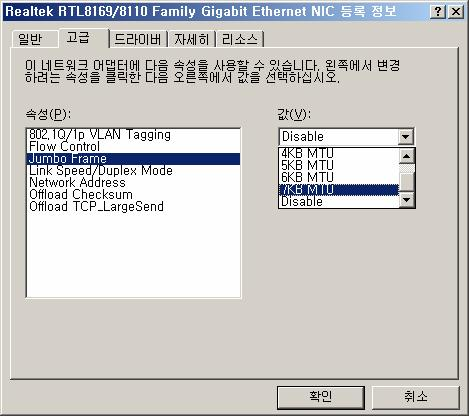 Realtek RTL8169/8110 Family Gigabit Ethernet NIC 등록 정보
일반 고급 드라이버 자세히 리소스
이 네트워크 어댑터에 다음 속성을 사용할 수 있습니다. 왼쪽에서 변경
하려는 속성을 클릭한 다음 오른쪽에서 값을 선택하십시오.
속성(P): 값(V):
802.1Q/1p VLAN Tagging
Flow Control
Jumbo Frame
Link Speed/Duplex Mode
Network Address
Offload Checksum
Offload TCP_LargeSend
Disable
4KB MTU
5KB MTU
6KB MTU
7KB MTU
Disable
확인 취소